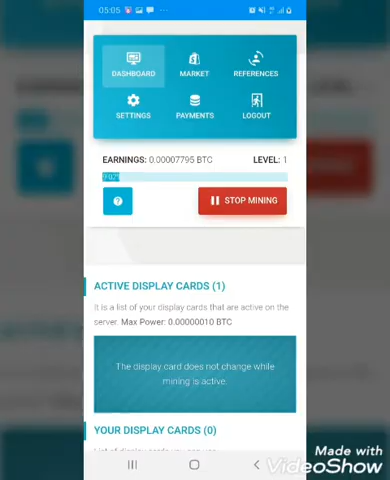 05:05
DASHBOARD
MARKET
REFERENCES
SETTINGS
PAYMENTS
LOGOUT
EARNINGS: 0.00007795 BTC
LEVEL: 1
STOP MINING
ACTIVE DISPLAY CARDS (1)
It is a list of your display cards that are active on the
server. Max Power: 0.00000010 BTC
The display card does not change while
mining is active.
YOUR DISPLAY CARDS (0)
Made with
VideoShow